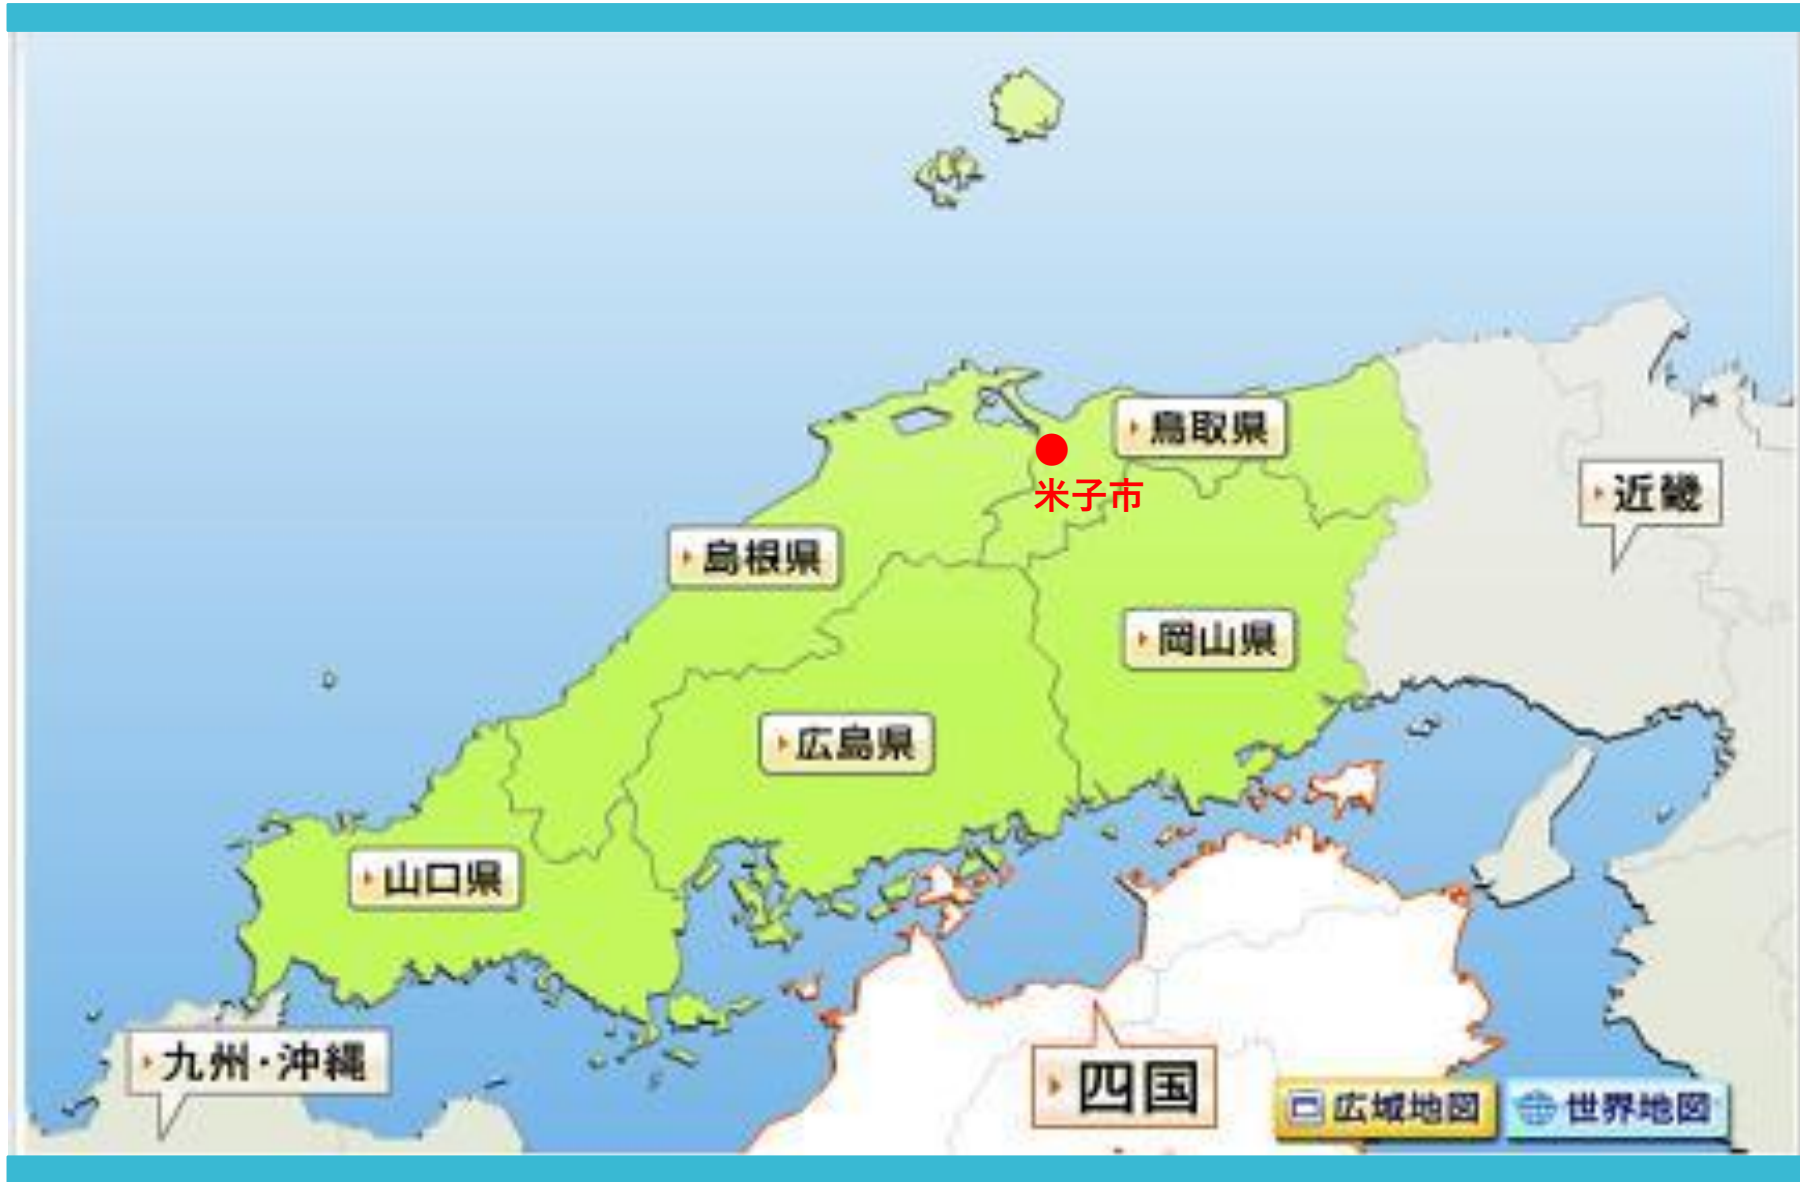 鳥取県
米子市
近畿
島根県
岡山県
広島県
山口県
九州・沖縄
四国
広域地図
世界地図